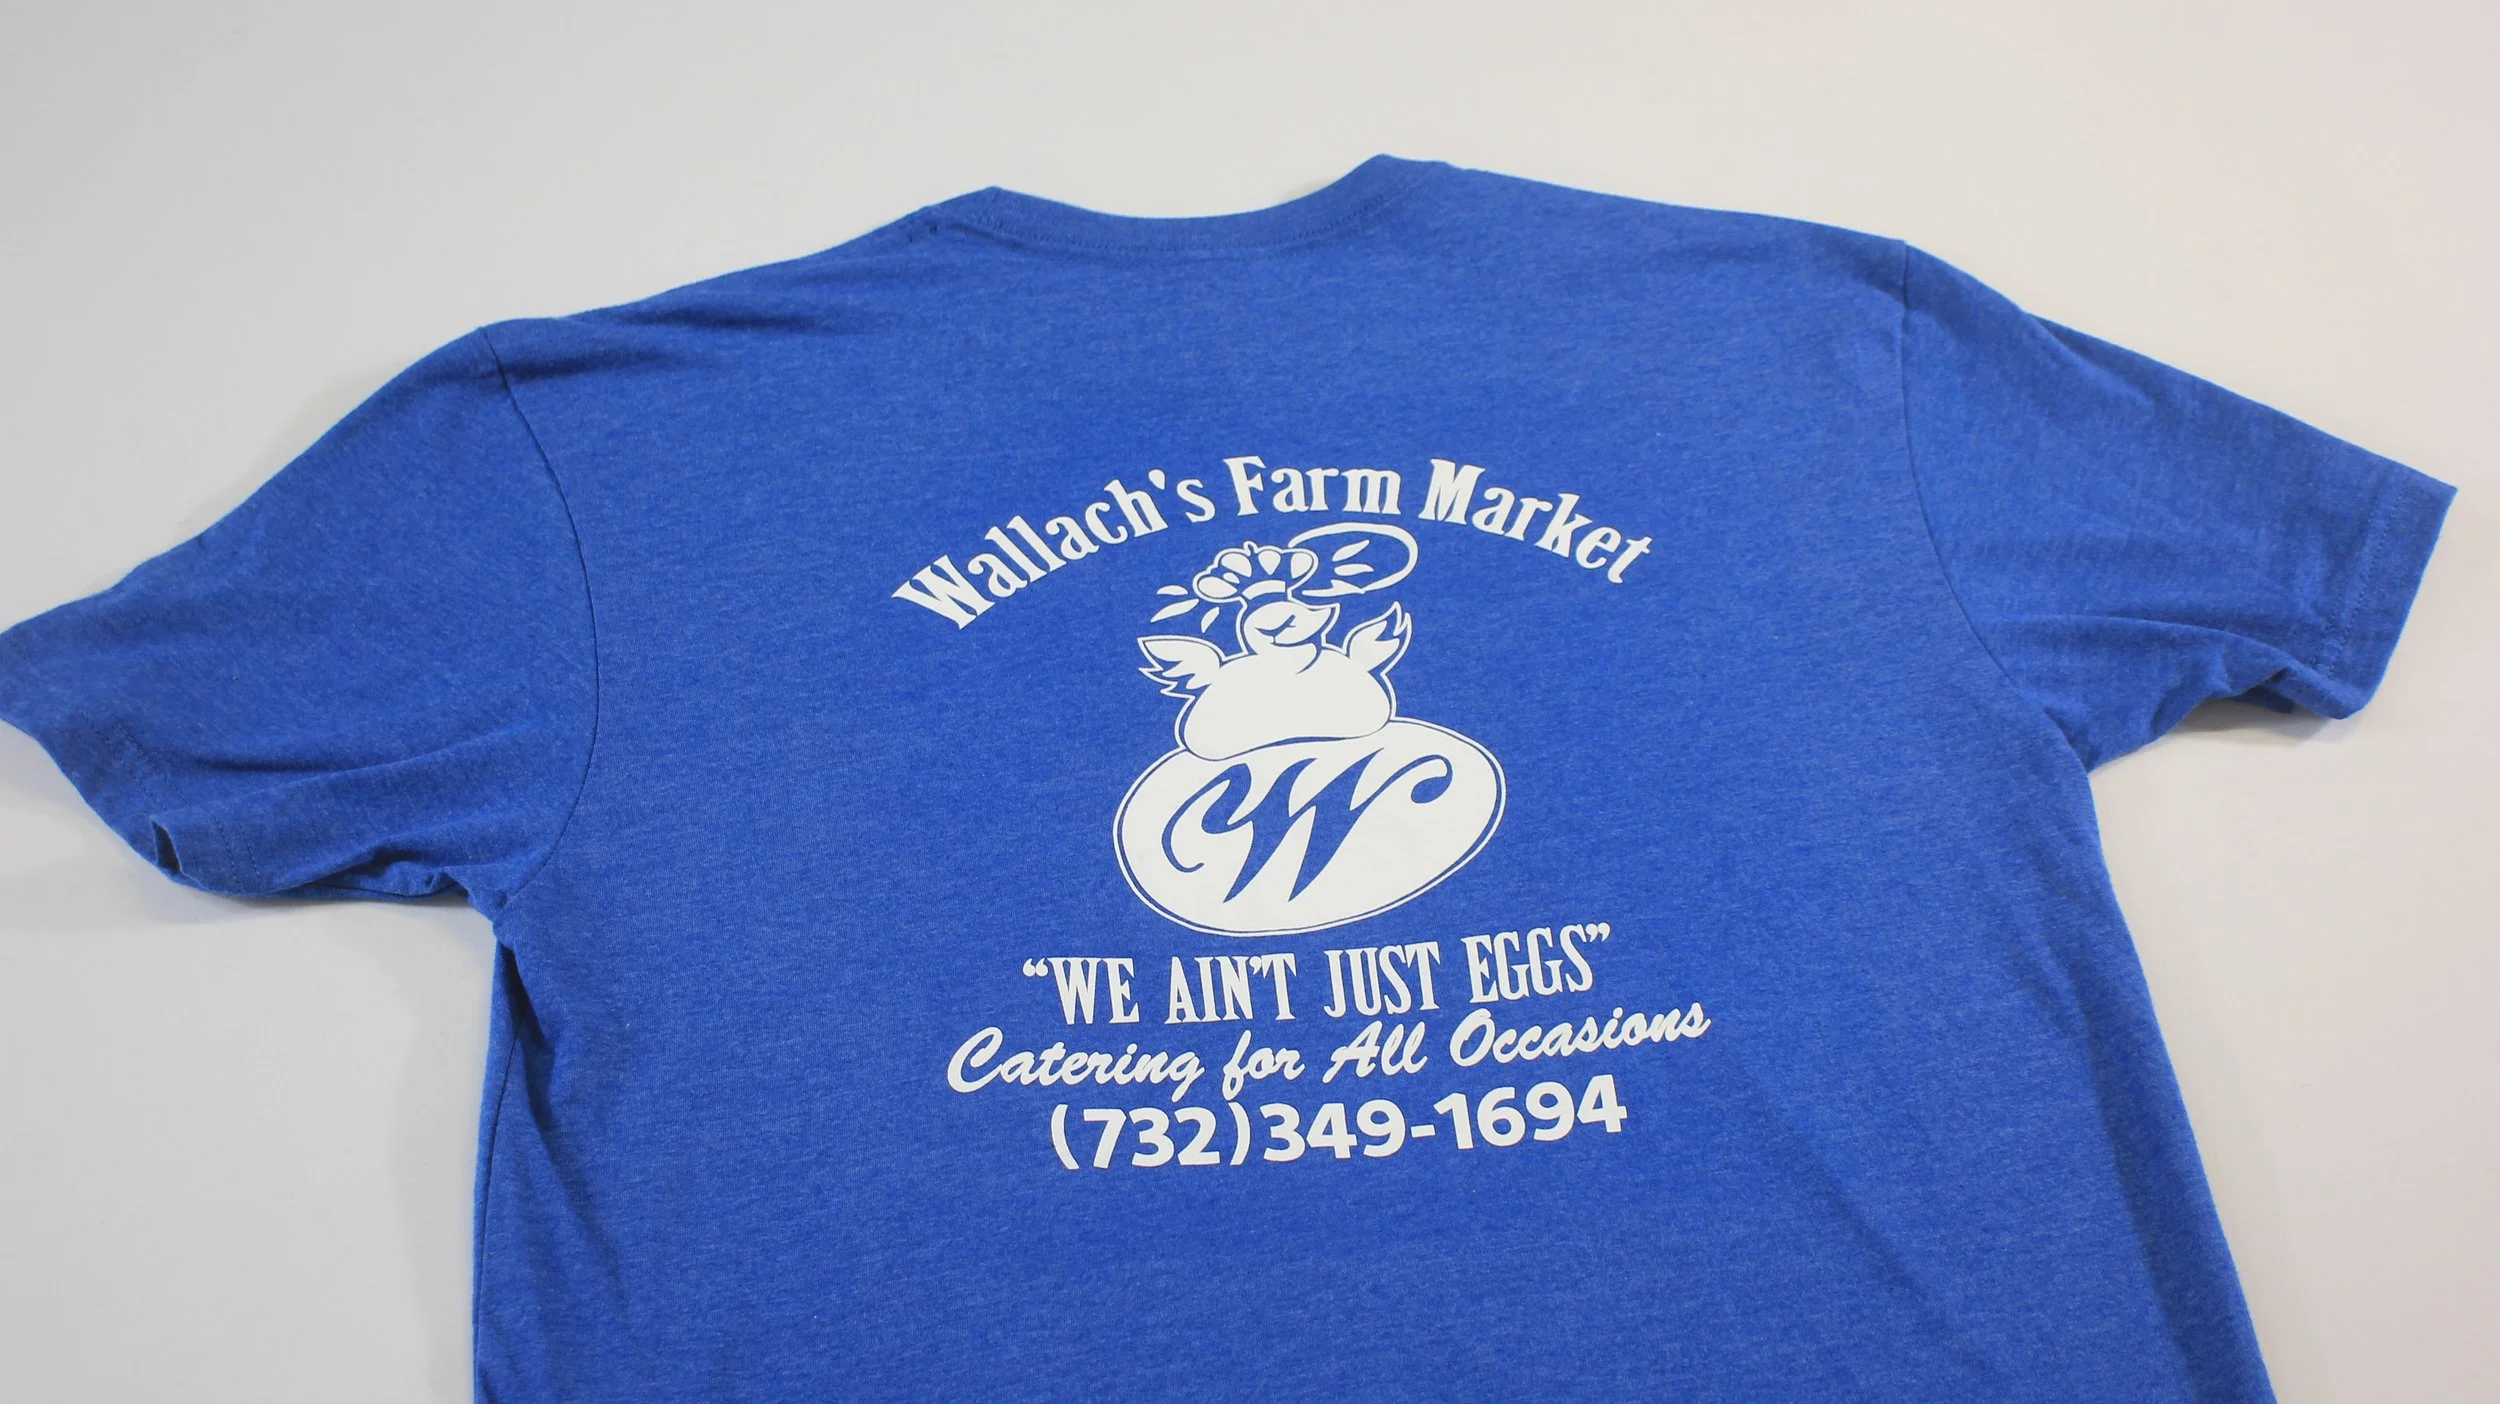 Wallach's Farm Market
W
“WE AIN'T JUST EGGS”
Catering for All Occasions
(732)349-1694